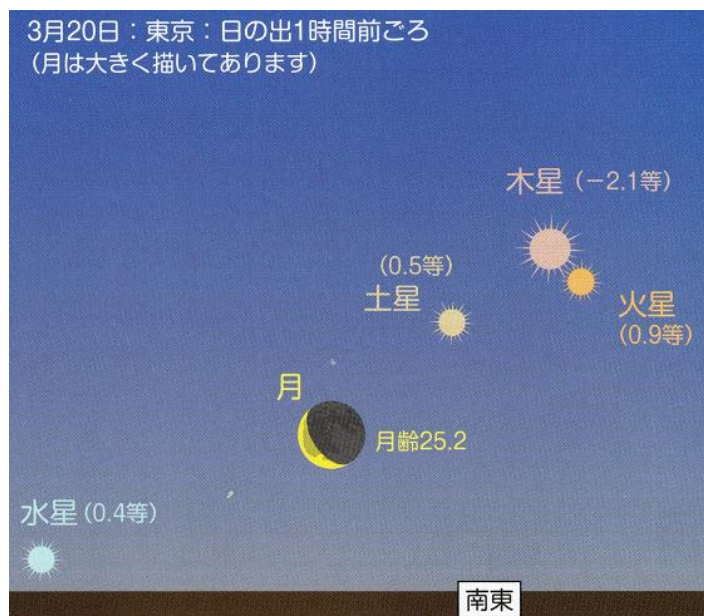 3月20日：東京：日の出1時間前ごろ
（月は大きく描いてあります）
木星（−2.1等）
（0.5等）
土星
火星
（0.9等）
月
月齢25.2
水星（0.4等）
南東